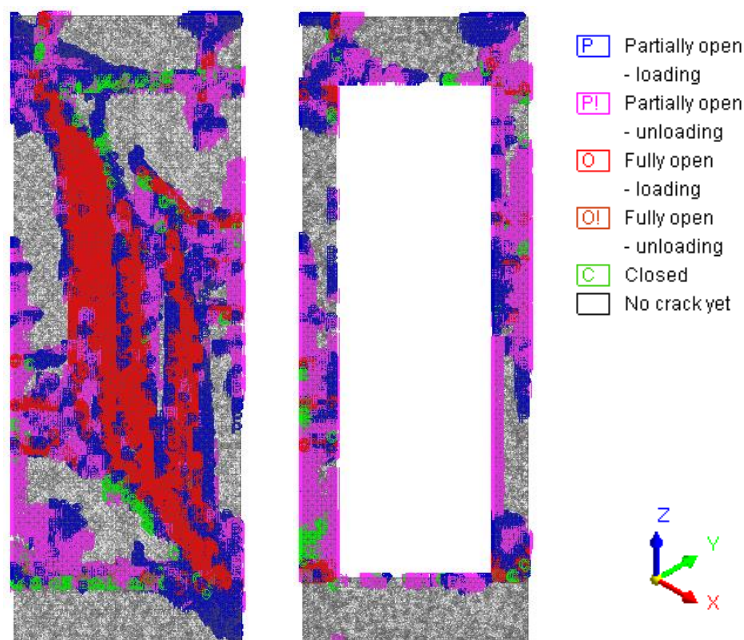 P Partially open
- loading
P! Partially open
- unloading
O Fully open
- loading
O! Fully open
- unloading
C Closed
No crack yet
Z
Y
X